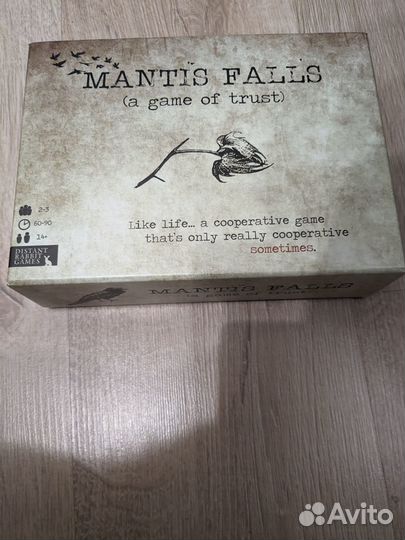 MANTIS FALLS
(a game of trust)
Like life... a cooperative game
that's only really cooperative
sometimes.
2-3
60-90
14+
DISTANT
RABBIT
GAMES
MANTIS FALLS
(a game of trust)
Avito